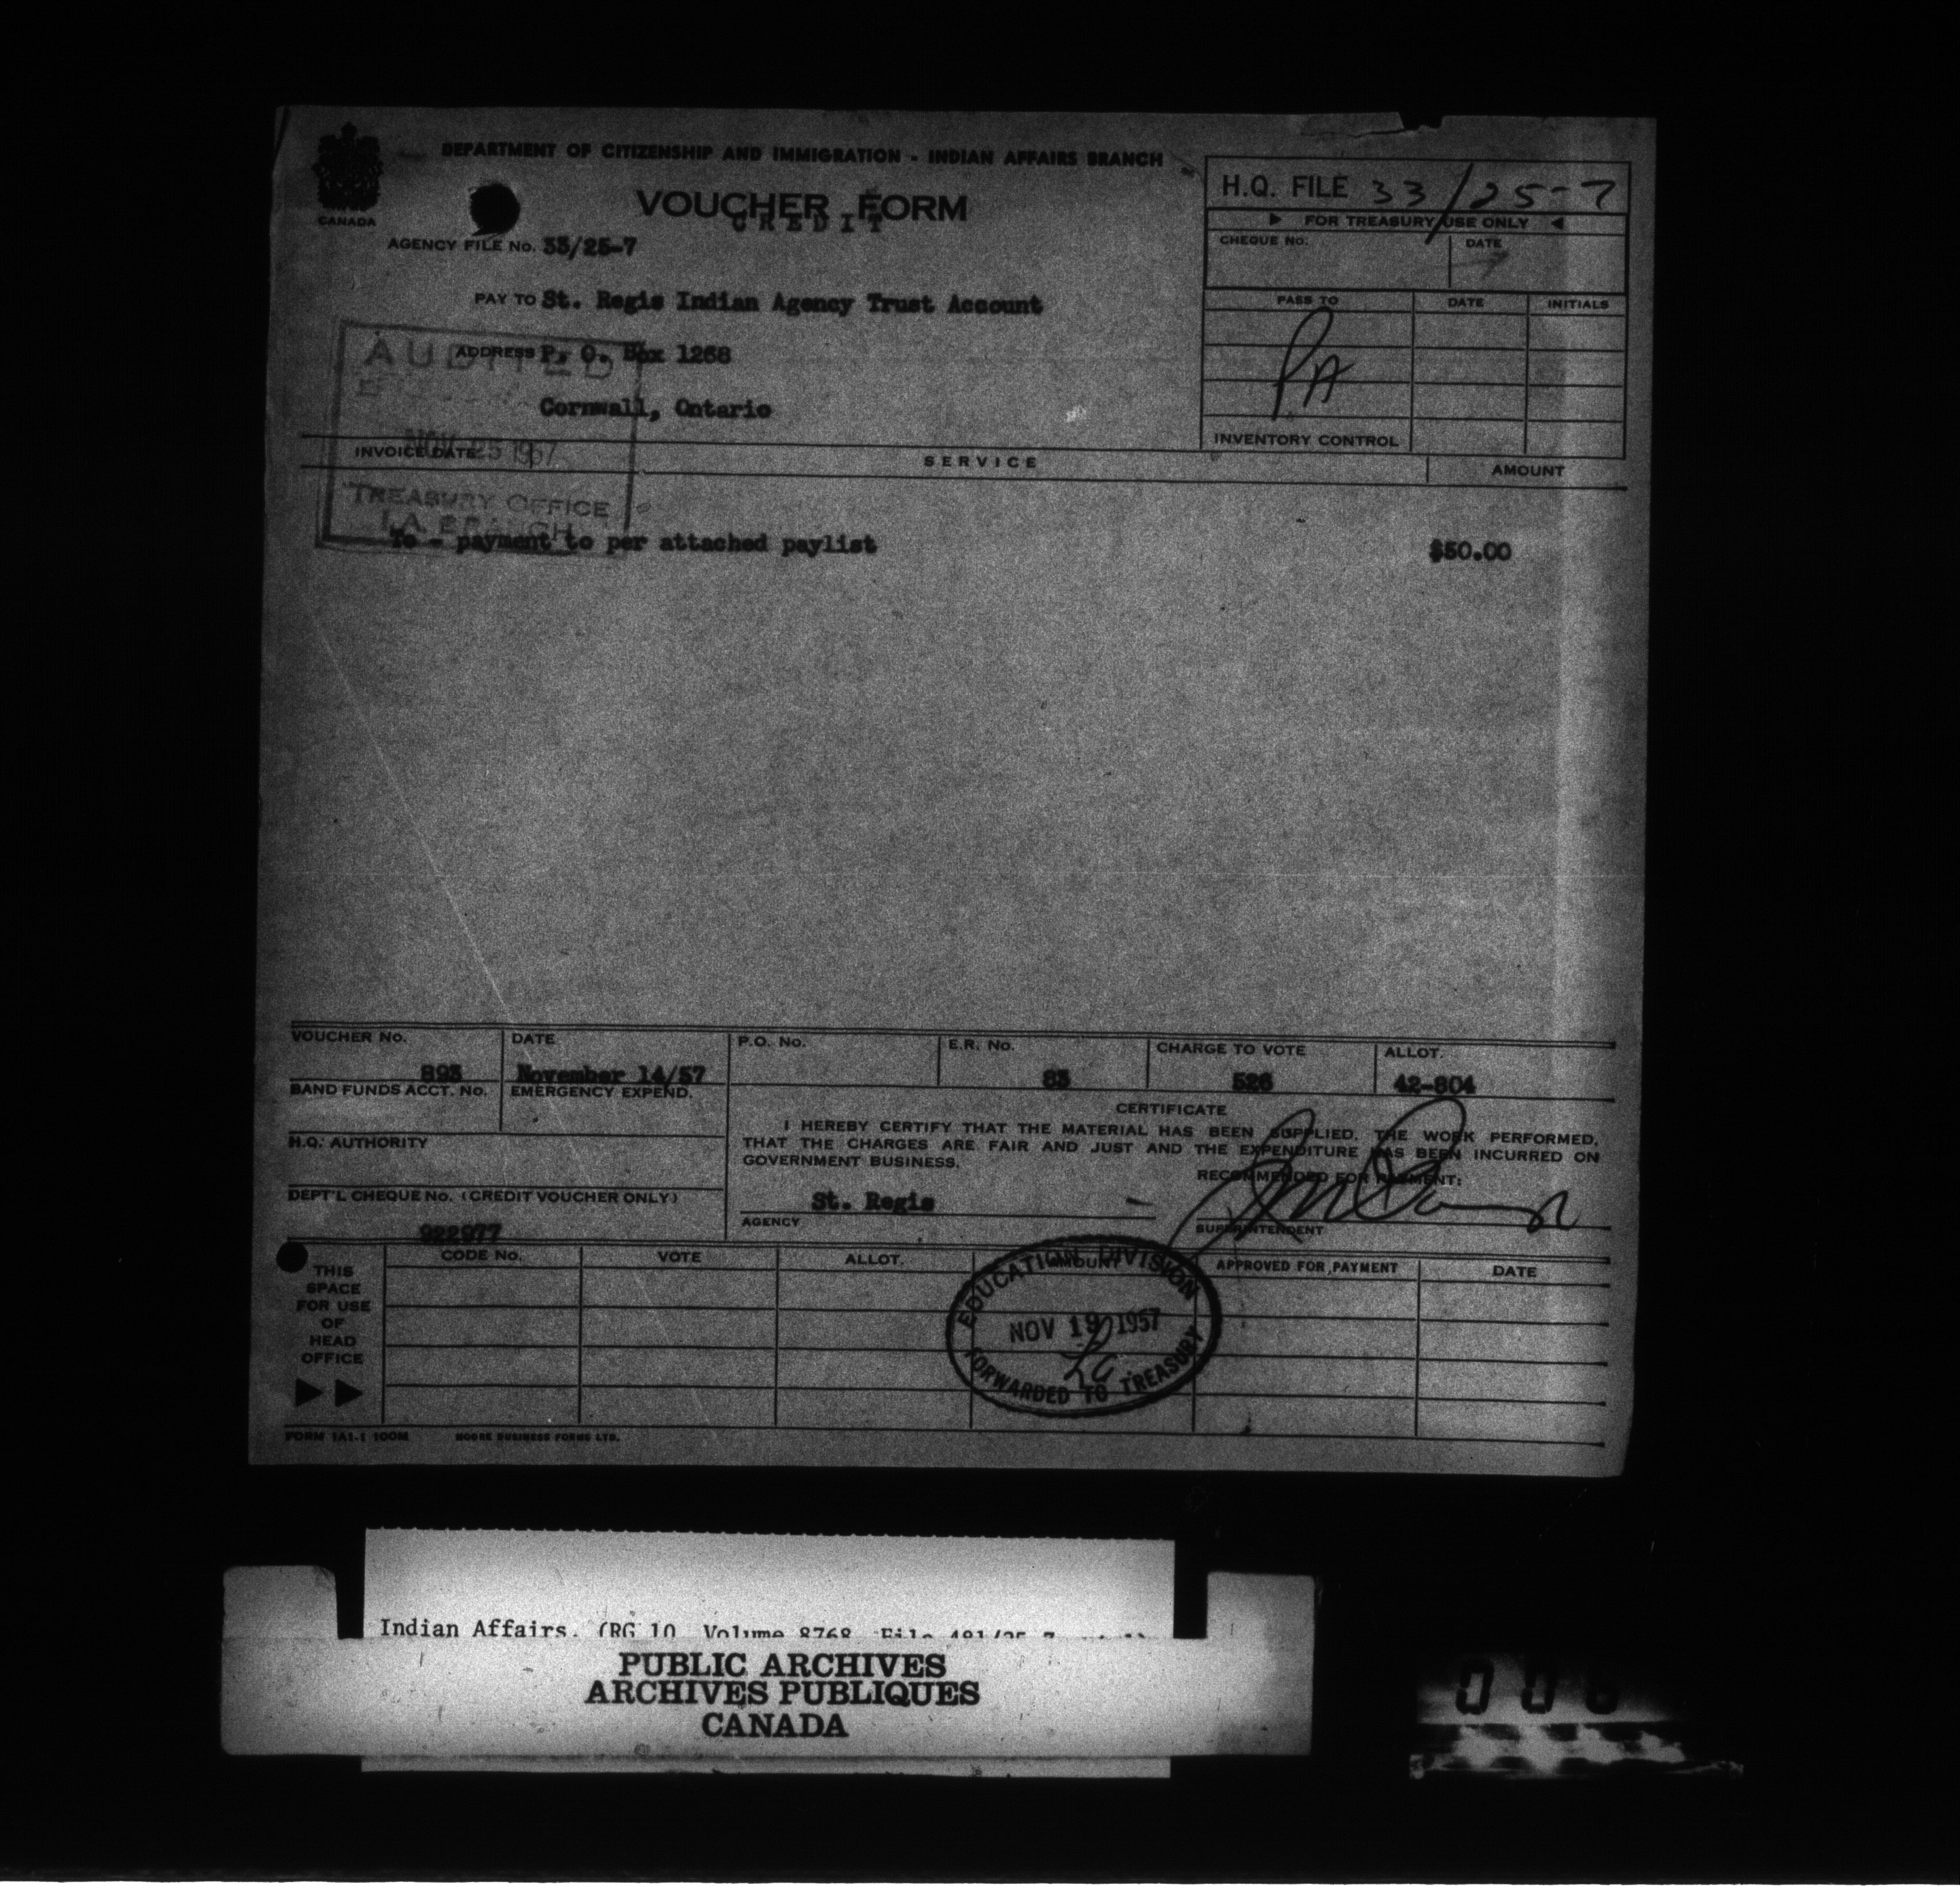 DEPARTMENT OF CITIZENSHIP AND IMMIGRATION - INDIAN AFFAIRS BRANCH
CANADA
VOUCHER FORM
CREDIT
AGENCY FILE No. 33/25-7
PAY TO St. Regis Indian Agency Trust Account
ADDRESS P. O. Box 1268
Cornwall, Ontario
H.Q. FILE 33/25-7
FOR TREASURY USE ONLY
CHEQUE No. DATE
PASS TO DATE INITIALS
PA
INVENTORY CONTROL
AUDITED
NOV 25 1957
TREASURY OFFICE
I.A. BRANCH
INVOICE DATE SERVICE AMOUNT
To - payment to per attached paylist $50.00
VOUCHER No. DATE P.O. No. E.R. No. CHARGE TO VOTE ALLOT.
893 November 14/57 83 526 42-804
BAND FUNDS ACCT. No. EMERGENCY EXPEND.
H.Q. AUTHORITY
DEPT'L CHEQUE No. (CREDIT VOUCHER ONLY)
922977
CERTIFICATE
I HEREBY CERTIFY THAT THE MATERIAL HAS BEEN SUPPLIED, THE WORK PERFORMED,
THAT THE CHARGES ARE FAIR AND JUST AND THE EXPENDITURE HAS BEEN INCURRED ON
GOVERNMENT BUSINESS.
RECOMMENDED FOR PAYMENT:
St. Regis
AGENCY
SUPERINTENDENT
THIS
SPACE
FOR USE
OF
HEAD
OFFICE
CODE No. VOTE ALLOT. AMOUNT APPROVED FOR PAYMENT DATE
EDUCATION DIVISION
NOV 19 1957
FORWARDED TO TREASURY
FORM 1A1-1 100M MOORE BUSINESS FORMS LTD.
Indian Affairs. (RG 10, Volume 8768, File 491/25-7
PUBLIC ARCHIVES
ARCHIVES PUBLIQUES
CANADA
006